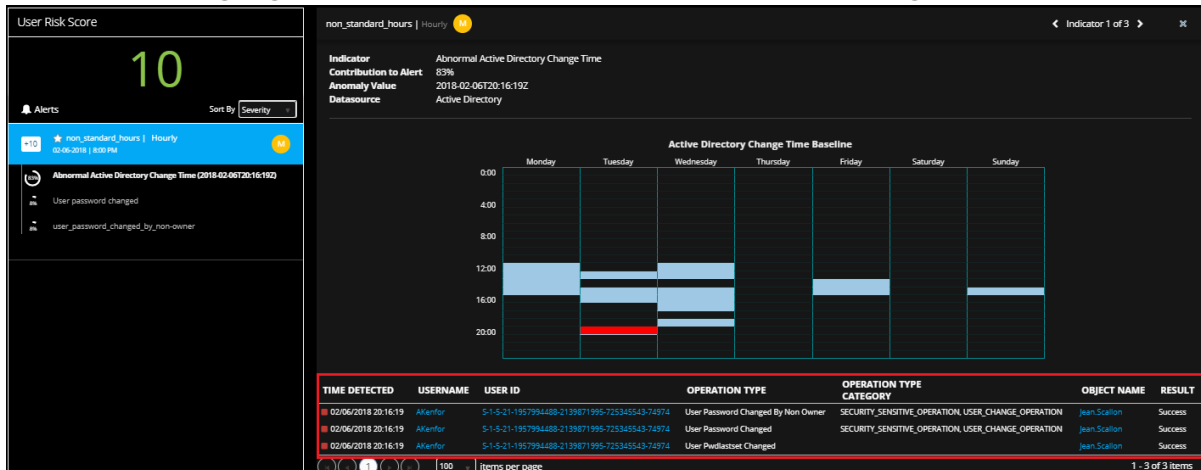 User Risk Score
10
Alerts
Sort By Severity
+10
non_standard_hours | Hourly
02-06-2018 | 8:00 PM
M
83%
Abnormal Active Directory Change Time (2018-02-06T20:16:19Z)
User password changed
user_password_changed_by_non-owner
non_standard_hours | Hourly M
Indicator 1 of 3
Indicator Abnormal Active Directory Change Time
Contribution to Alert 83%
Anomaly Value 2018-02-06T20:16:19Z
Datasource Active Directory
Active Directory Change Time Baseline
Monday Tuesday Wednesday Thursday Friday Saturday Sunday
0:00
4:00
8:00
12:00
16:00
20:00
TIME DETECTED USERNAME USER ID OPERATION TYPE OPERATION TYPE CATEGORY OBJECT NAME RESULT
02/06/2018 20:16:19 AKenfor S-1-5-21-1957994488-2139871995-725345543-74974 User Password Changed By Non Owner SECURITY_SENSITIVE_OPERATION, USER_CHANGE_OPERATION Jean.Scallon Success
02/06/2018 20:16:19 AKenfor S-1-5-21-1957994488-2139871995-725345543-74974 User Password Changed SECURITY_SENSITIVE_OPERATION, USER_CHANGE_OPERATION Jean.Scallon Success
02/06/2018 20:16:19 AKenfor S-1-5-21-1957994488-2139871995-725345543-74974 User Pwdlastset Changed Jean.Scallon Success
1 100 items per page 1 - 3 of 3 items